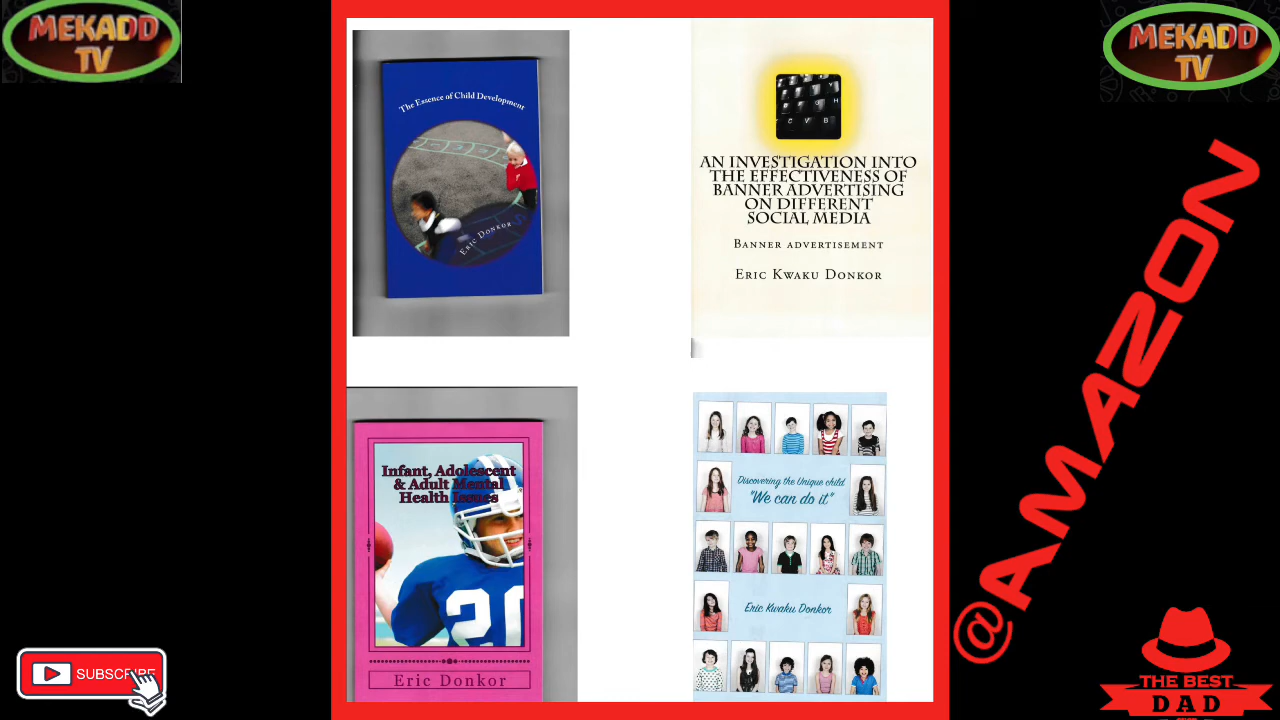 MEKADD
TV
MEKADD
TV
The Essence of Child Development
ERIC DONKOR
Y
G H
C V B
AN INVESTIGATION INTO
THE EFFECTIVENESS OF
BANNER ADVERTISING
ON DIFFERENT
SOCIAL MEDIA
BANNER ADVERTISEMENT
ERIC KWAKU DONKOR
Infant, Adolescent
& Adult Mental
Health Issues
20
Eric Donkor
Discovering the Unique child
"We can do it"
Eric Kwaku Donkor
@AMAZON
SUBSCRIBE
THE BEST
DAD